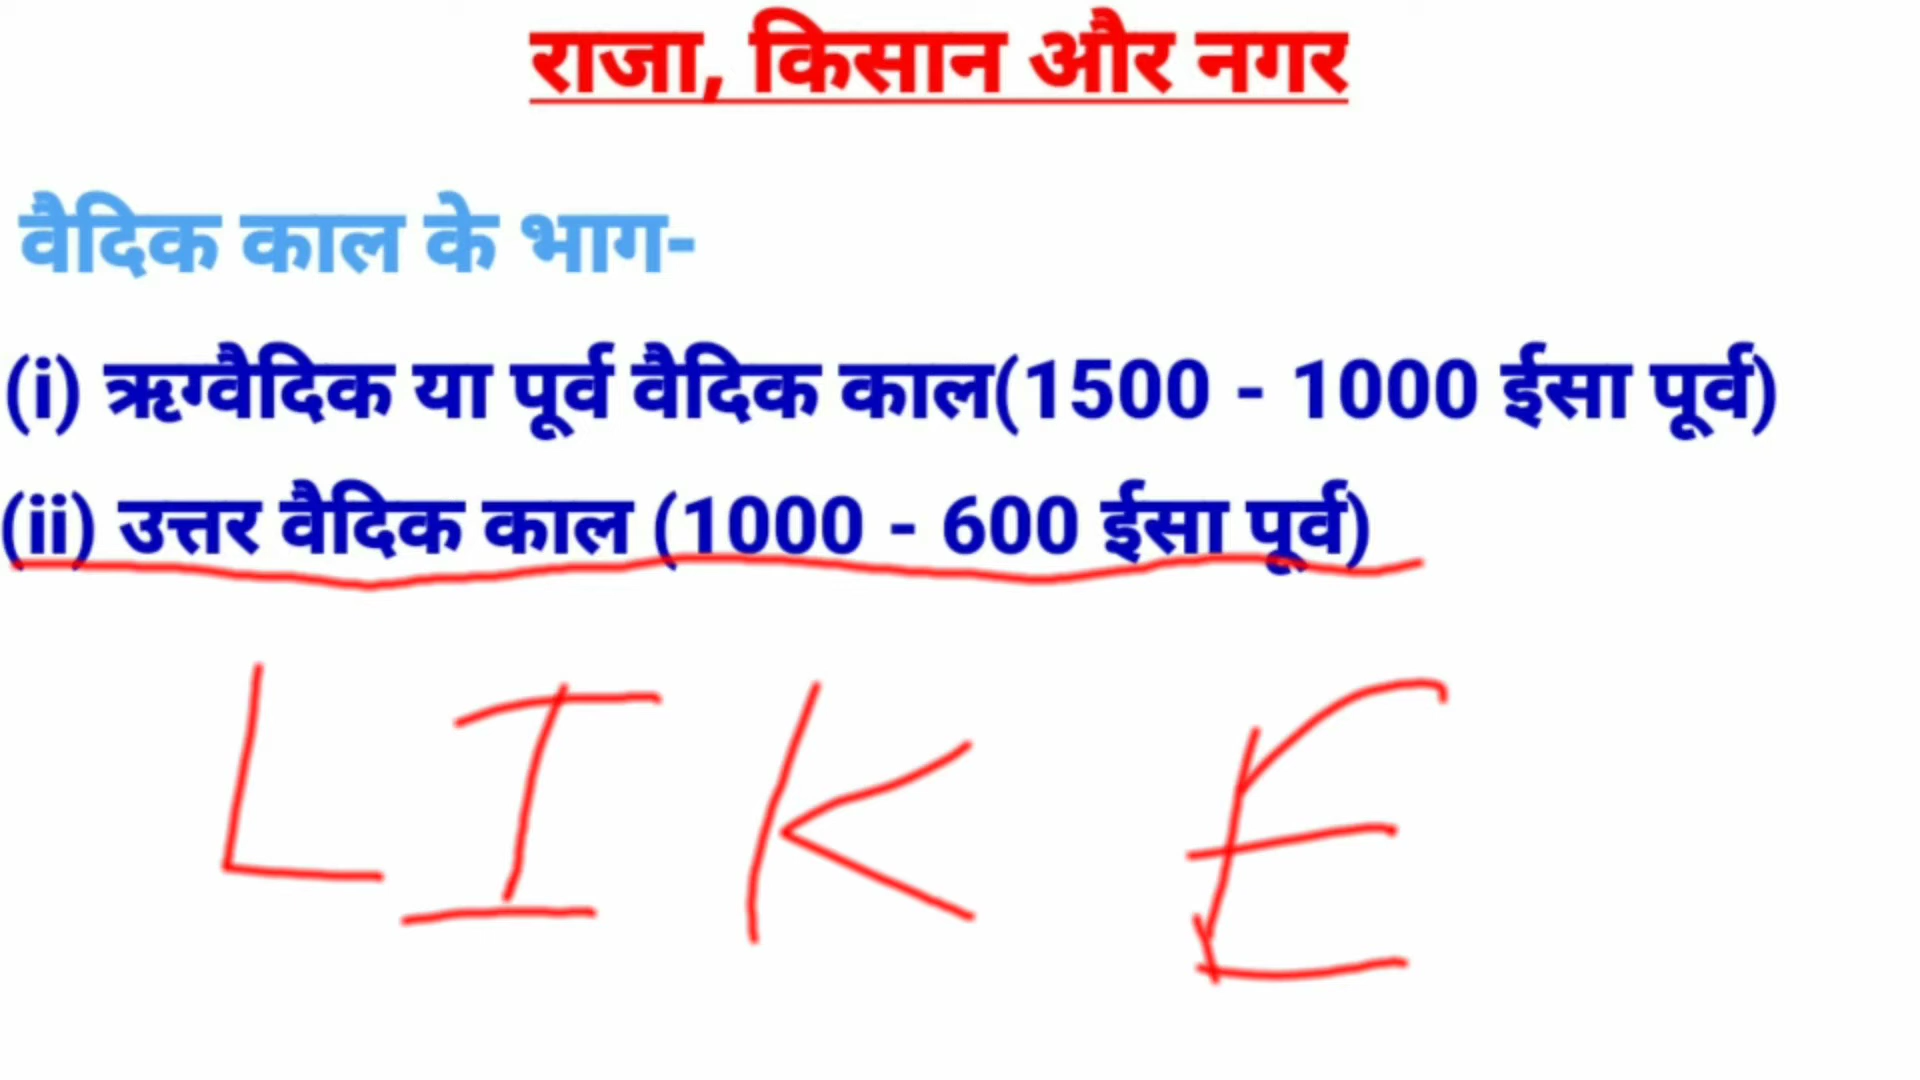 राजा, किसान और नगर
वैदिक काल के भाग-
(i) ऋग्वैदिक या पूर्व वैदिक काल(1500 - 1000 ईसा पूर्व)
(ii) उत्तर वैदिक काल (1000 - 600 ईसा पूर्व)
LIKE